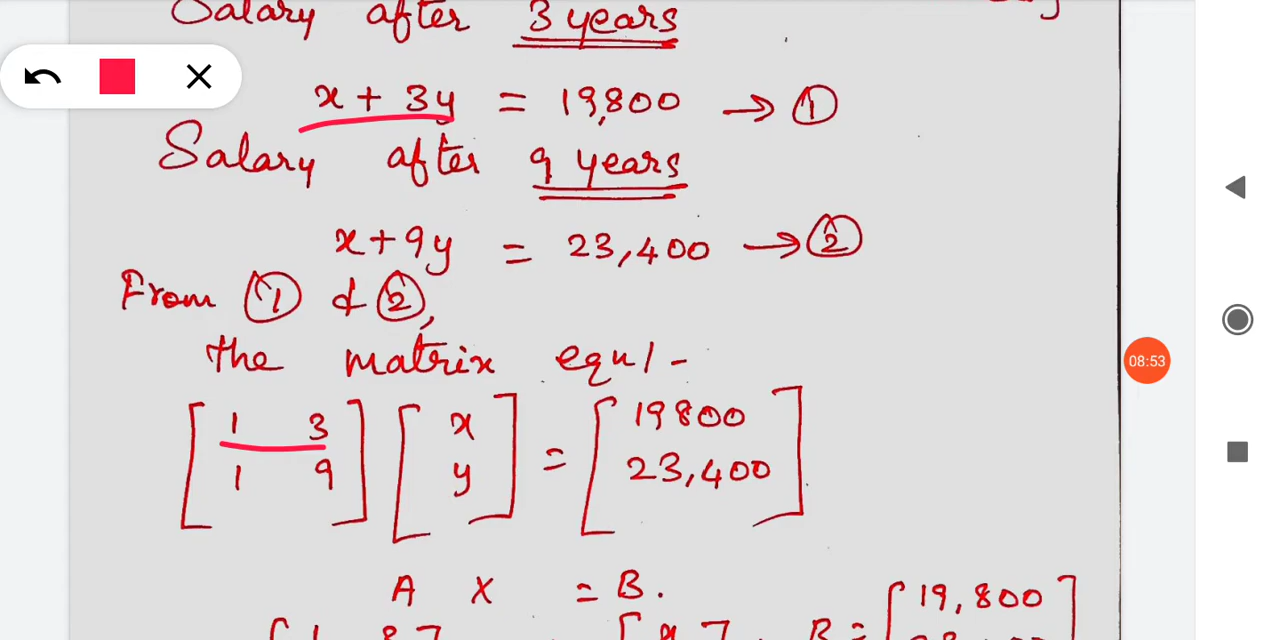 Salary after 3 years
x + 3y = 19,800 → ①
Salary after 9 years
x + 9y = 23,400 → ②
From ① & ②,
the matrix equ/-
[ 1 3 ] [ x ] = [ 19800 ]
[ 1 9 ] [ y ] [ 23,400 ]
A X = B.
[ 19,800 ]
B =
08:53